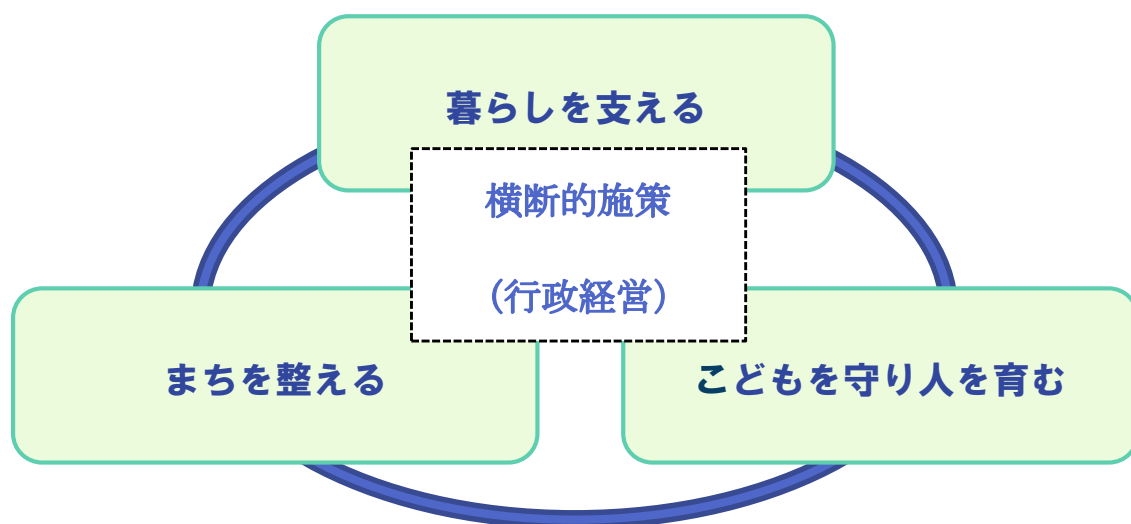 暮らしを支える
横断的施策
（行政経営）
まちを整える
こどもを守り人を育む